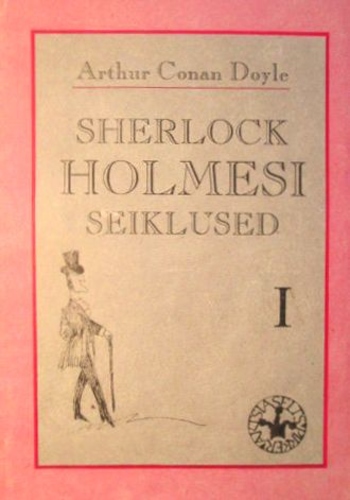 Arthur Conan Doyle
SHERLOCK
HOLMESI
SEIKLUSED
I